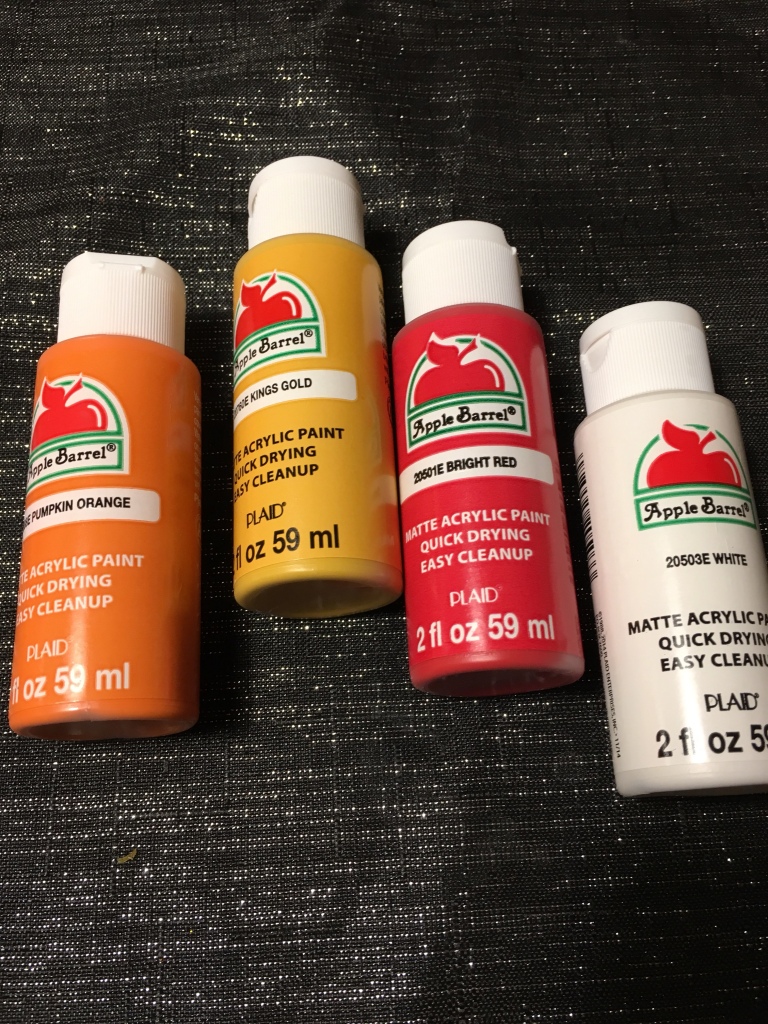 Apple Barrel®
PUMPKIN ORANGE
ACRYLIC PAINT
QUICK DRYING
EASY CLEANUP
PLAID
fl oz 59 ml
Apple Barrel®
KINGS GOLD
ACRYLIC PAINT
QUICK DRYING
EASY CLEANUP
PLAID®
fl oz 59 ml
Apple Barrel®
20501E BRIGHT RED
MATTE ACRYLIC PAINT
QUICK DRYING
EASY CLEANUP
PLAID®
2 fl oz 59 ml
Apple Barrel®
20503E WHITE
MATTE ACRYLIC PA
QUICK DRYING
EASY CLEANU
PLAID®
2 fl oz 59